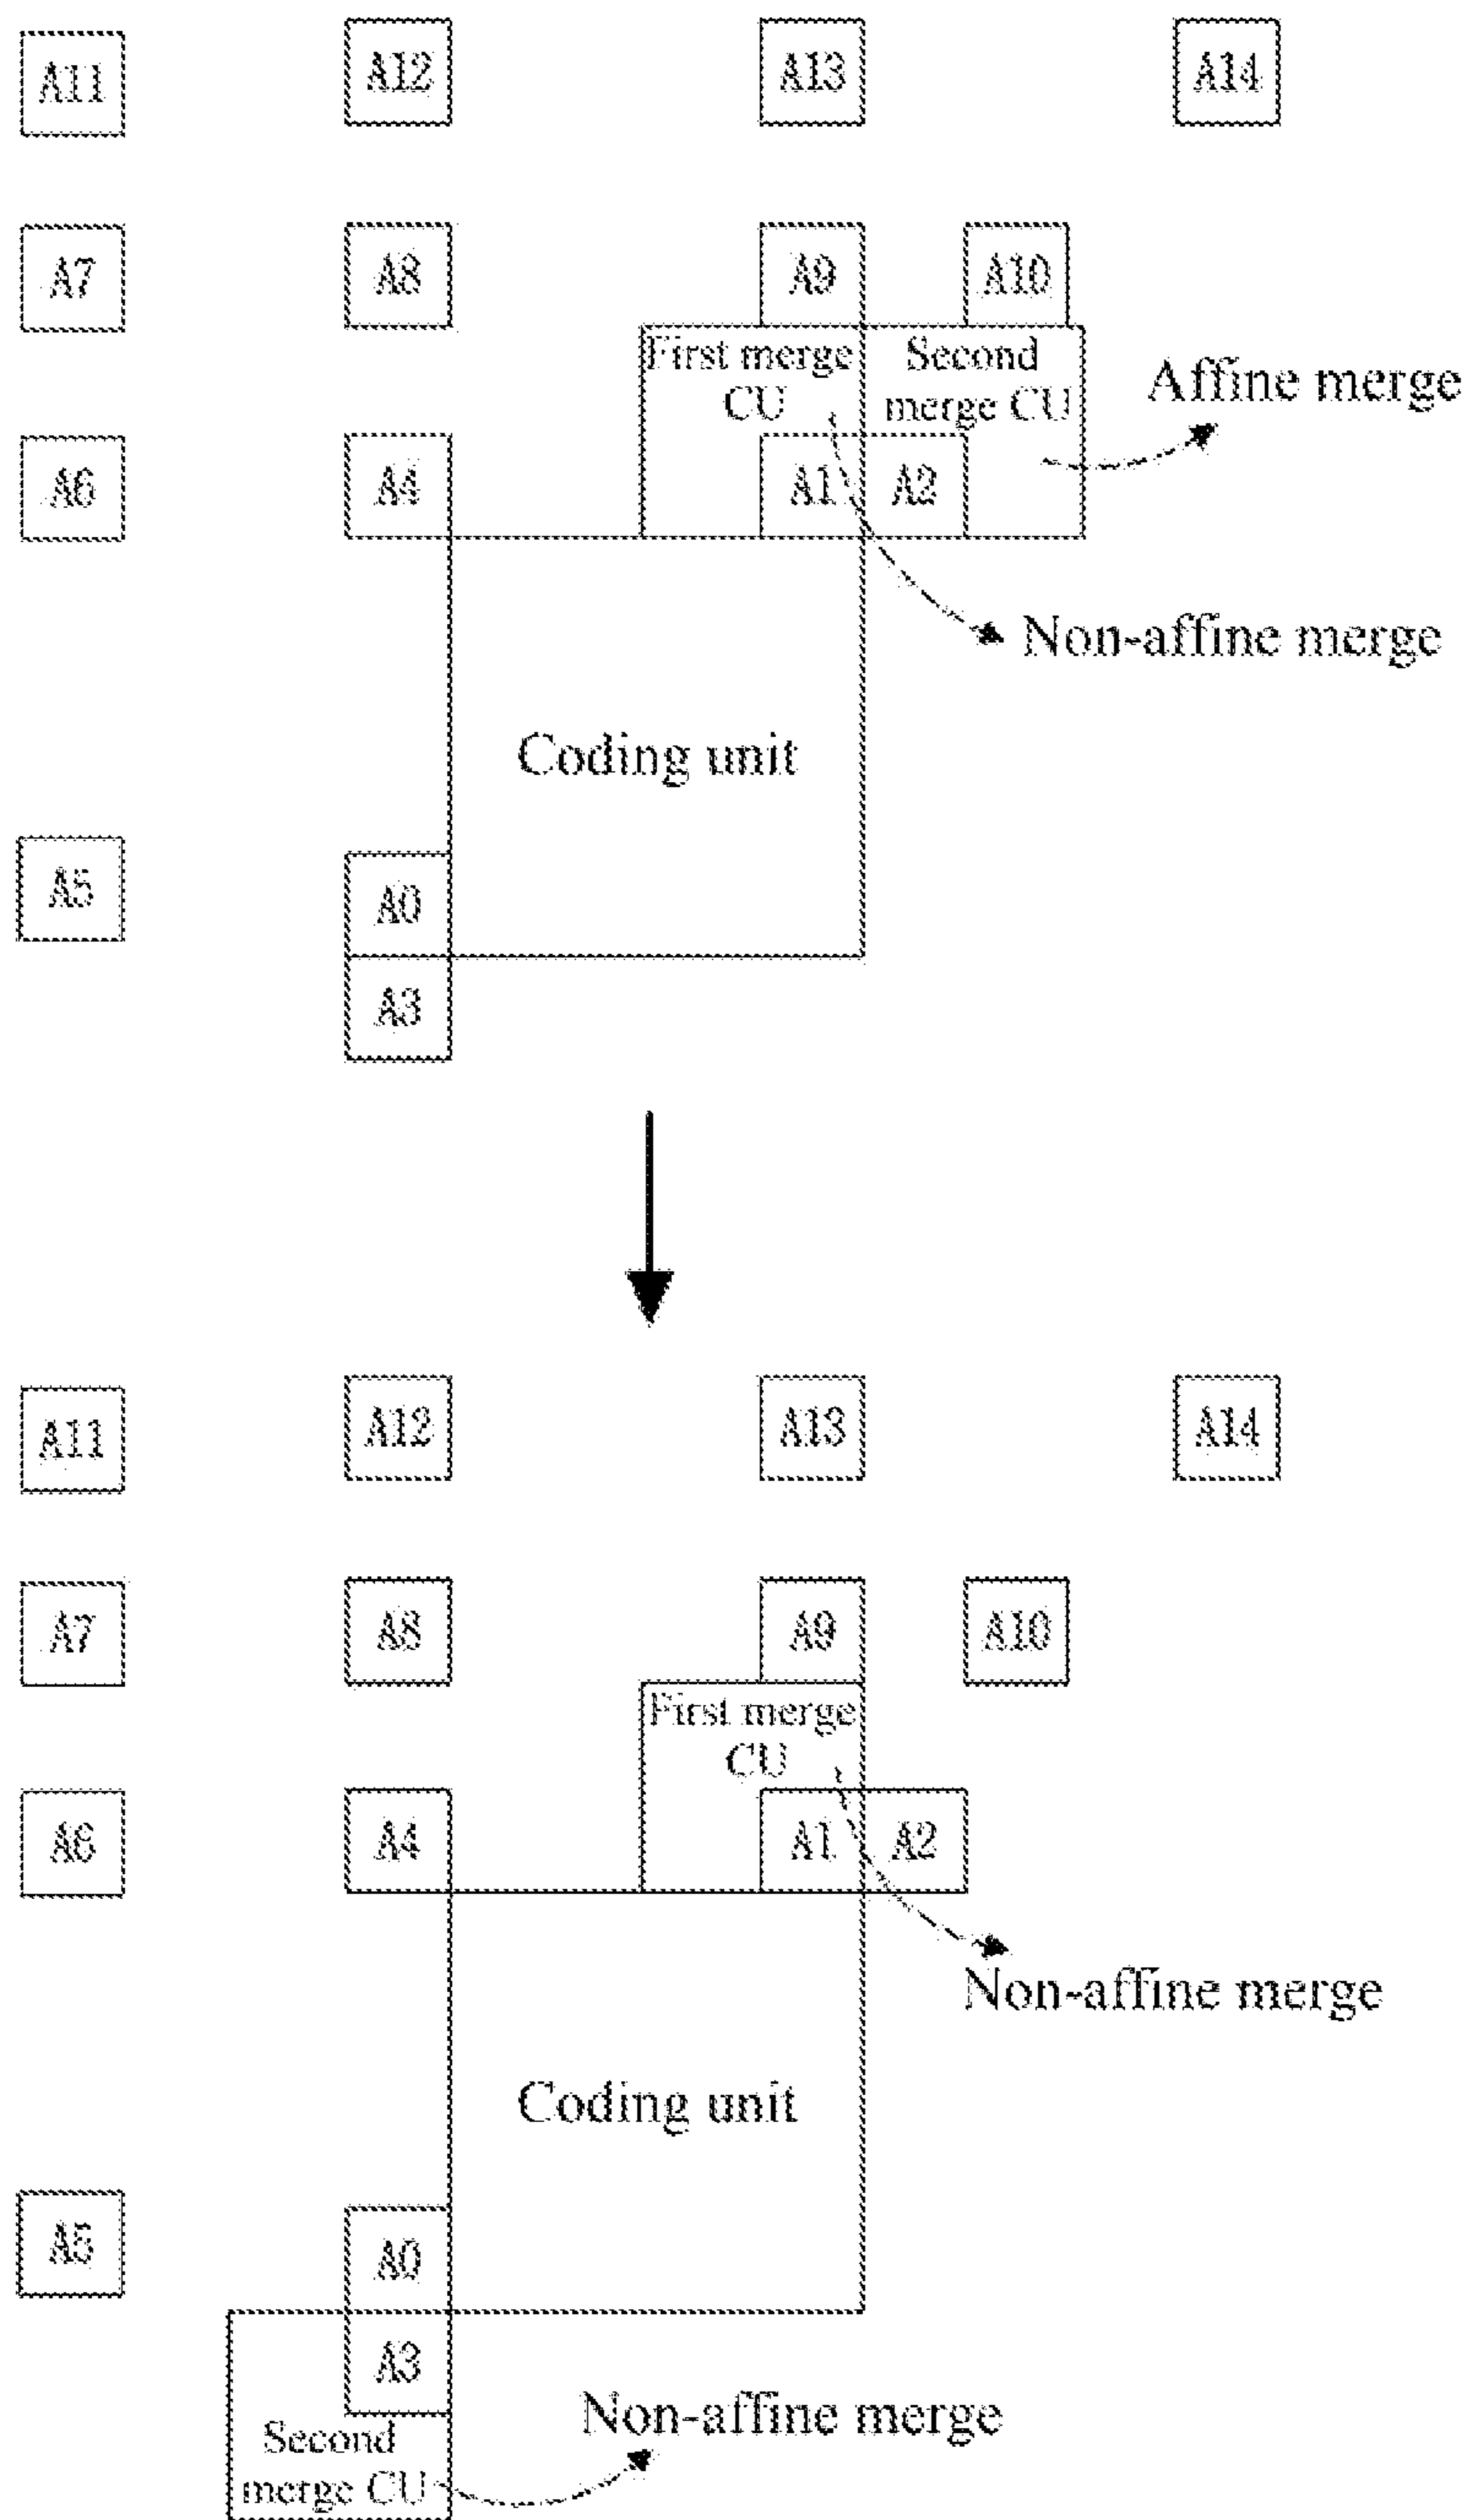 A11
A12
A13
A14
A7
A8
A9
A10
First merge
CU
Second
merge CU
Affine merge
A6
A4
A1
A2
Non-affine merge
Coding unit
A5
A0
A3
A11
A12
A13
A14
A7
A8
A9
A10
First merge
CU
A6
A4
A1
A2
Non-affine merge
Coding unit
A5
A0
A3
Non-affine merge
Second
merge CU